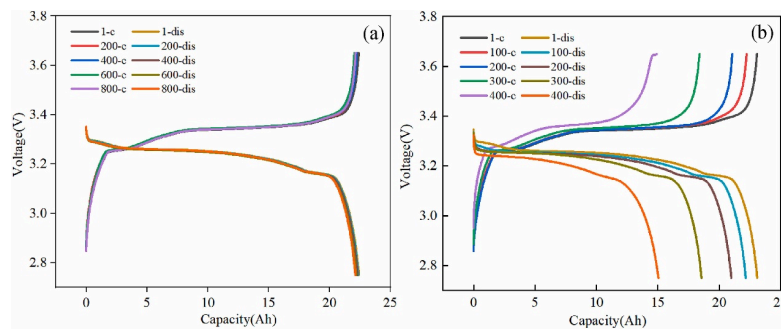 (a)
1-c 1-dis
200-c 200-dis
400-c 400-dis
600-c 600-dis
800-c 800-dis
3.8
3.6
3.4
3.2
3.0
2.8
Voltage(V)
0 5 10 15 20 25
Capacity(Ah)
(b)
1-c 1-dis
100-c 100-dis
200-c 200-dis
300-c 300-dis
400-c 400-dis
3.8
3.6
3.4
3.2
3.0
2.8
Voltage(V)
0 5 10 15 20 2
Capacity(Ah)